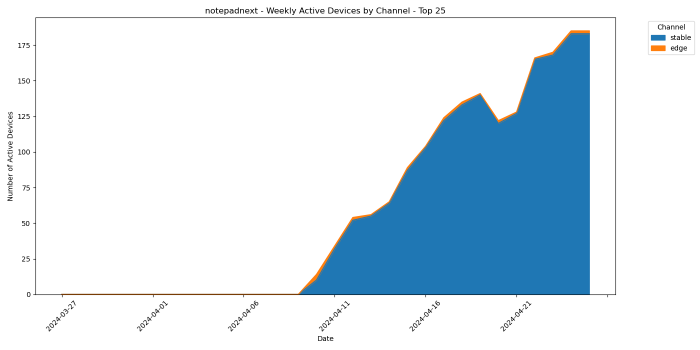 notepadnext - Weekly Active Devices by Channel - Top 25
Channel
stable
edge
Number of Active Devices
175
150
125
100
75
50
25
0
2024-03-27
2024-04-01
2024-04-06
2024-04-11
2024-04-16
2024-04-21
Date